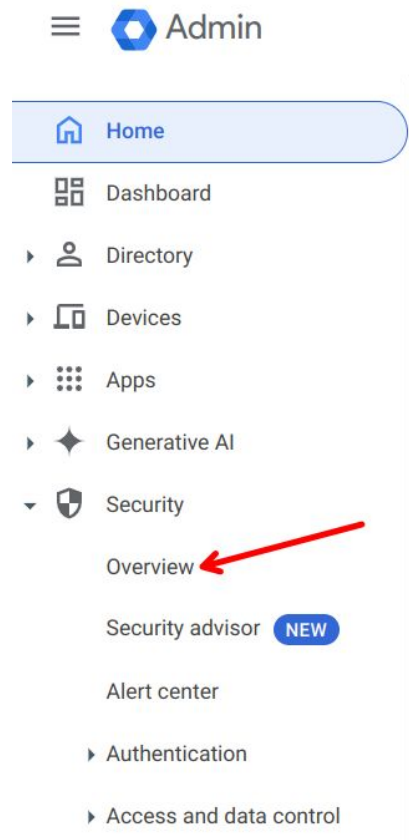 Admin
Home
Dashboard
Directory
Devices
Apps
Generative AI
Security
Overview
Security advisor NEW
Alert center
Authentication
Access and data control